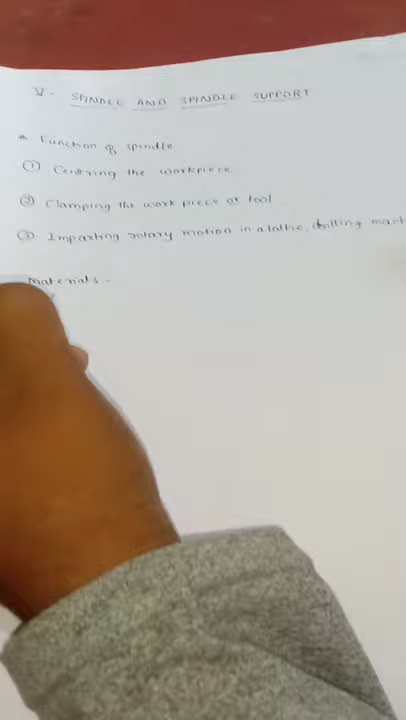 V - SPINDLE AND SPINDLE SUPPORT
* Function of spindle
① Centring the workpiece
② Clamping the work piece or tool
③ Imparting rotary motion in a lathe, drilling mach
Materials -